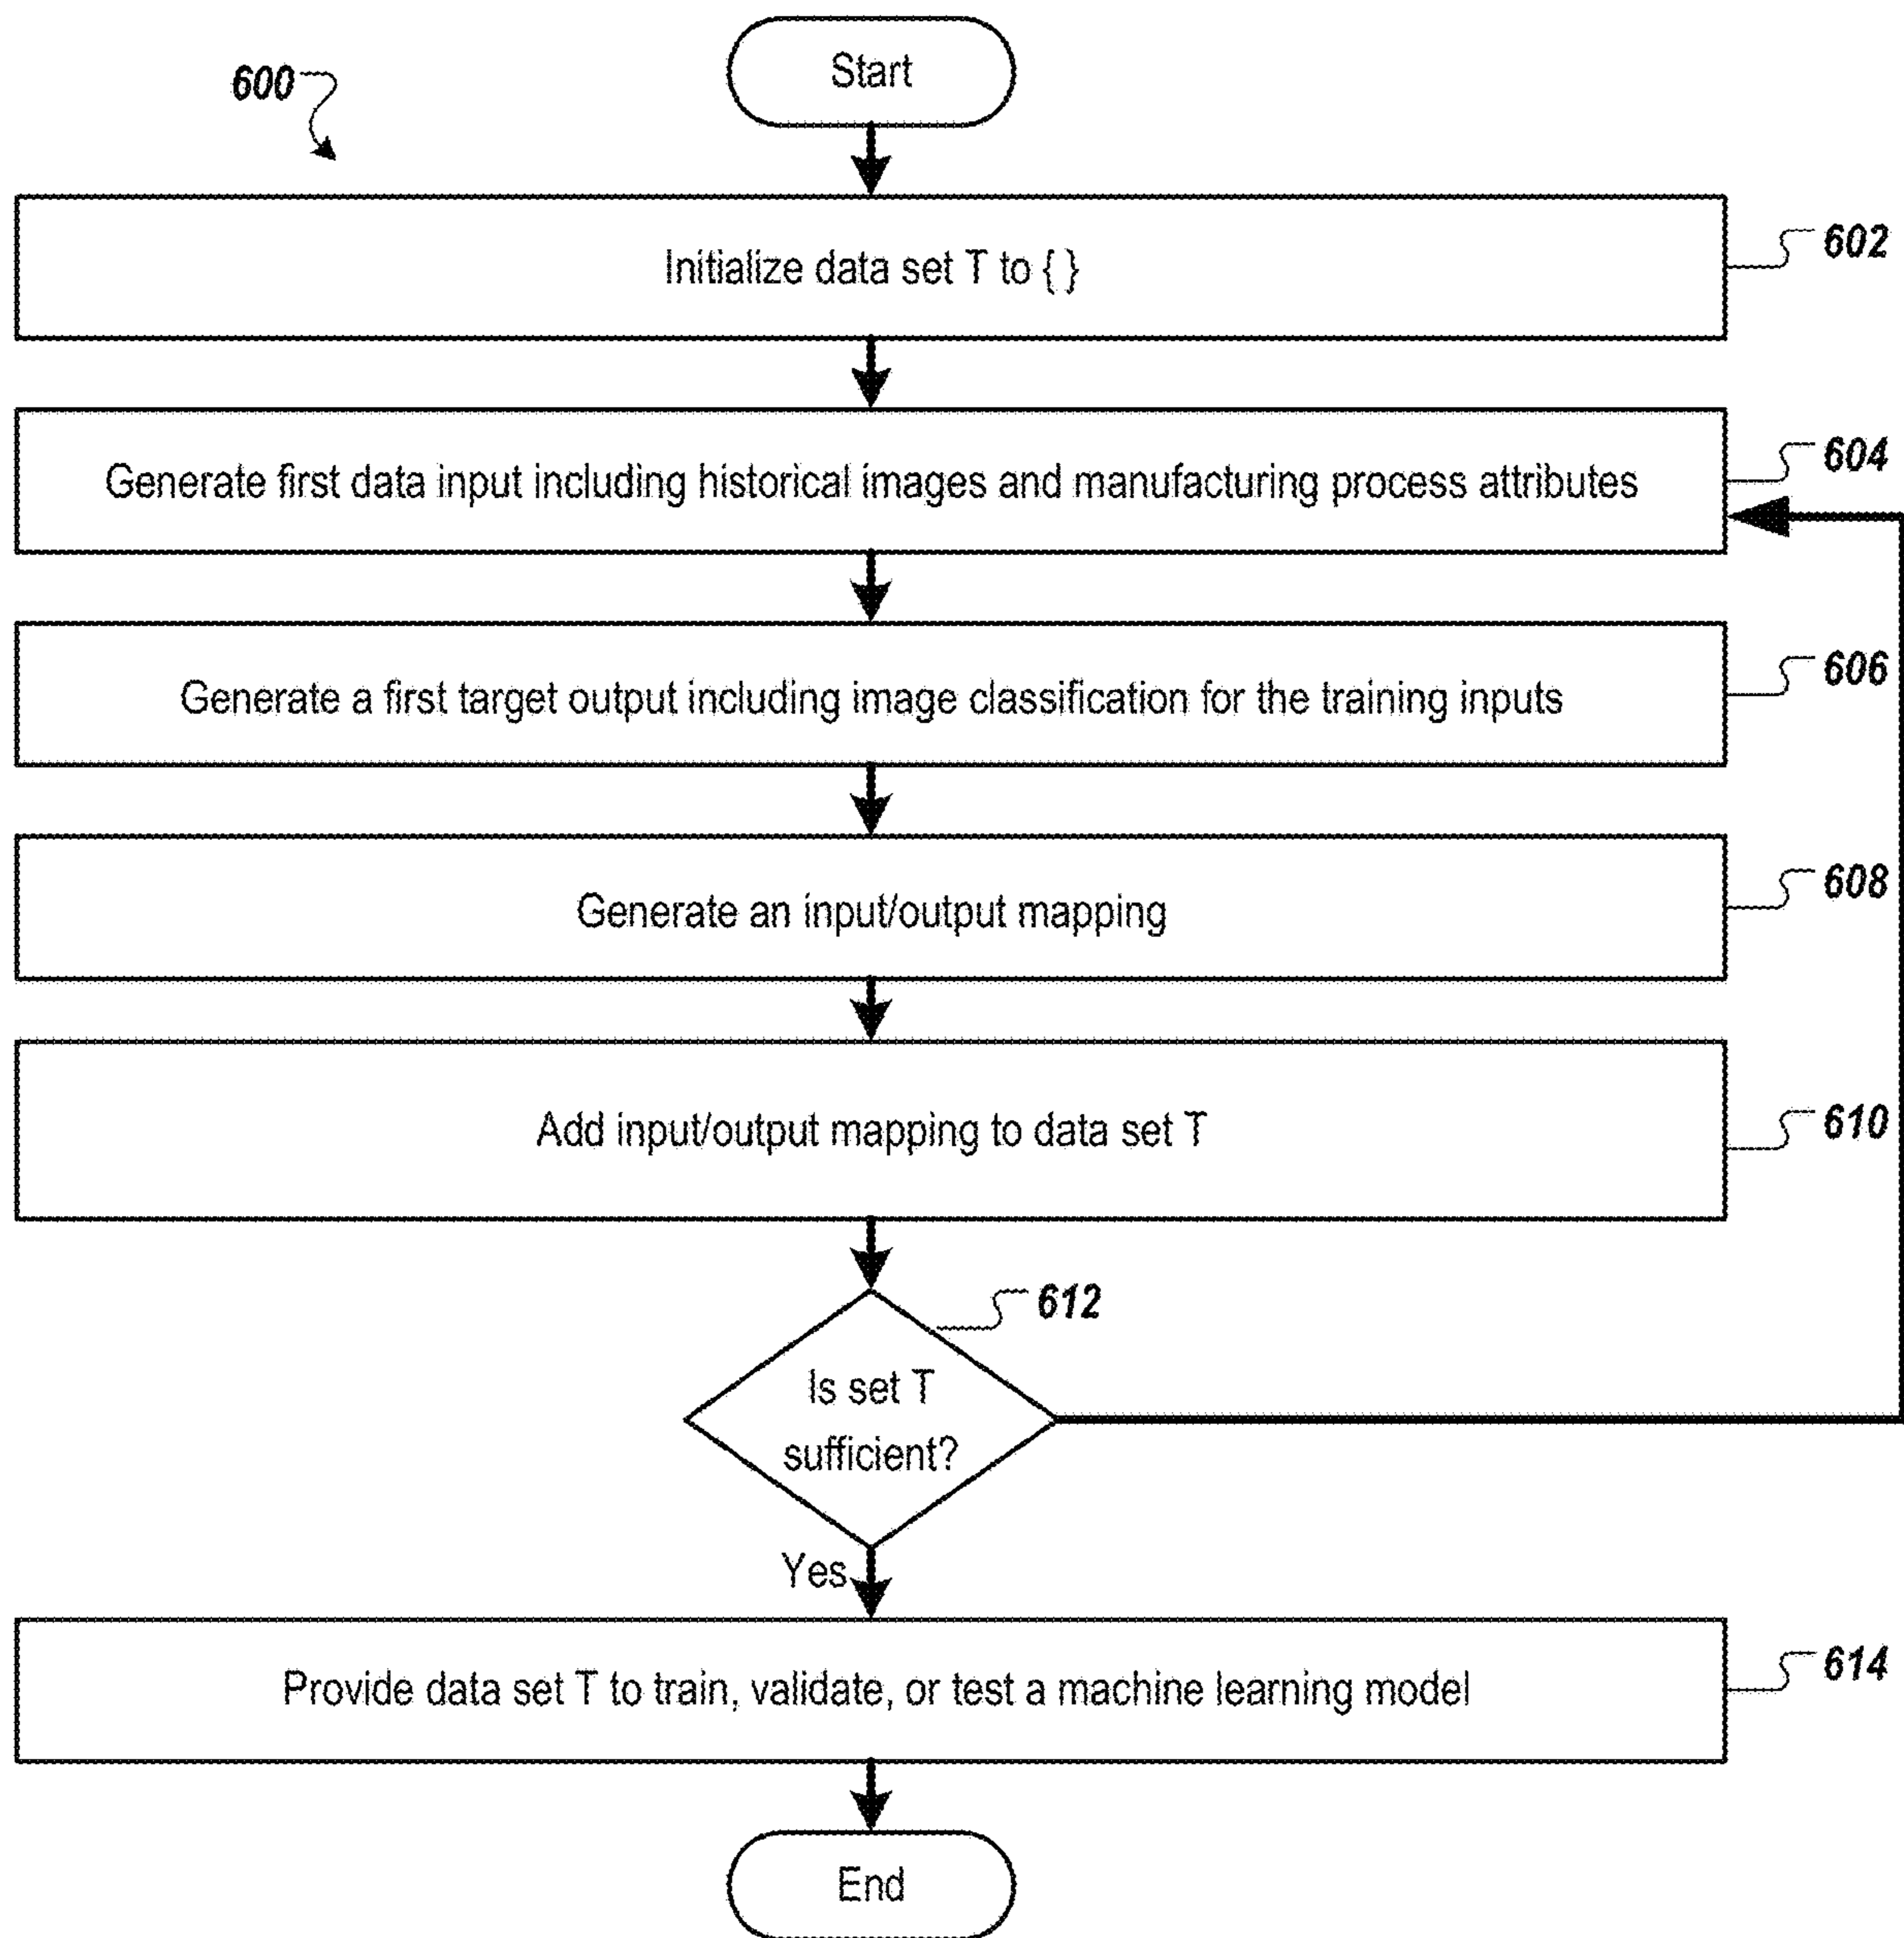 Start
600
Initialize data set T to { }
602
Generate first data input including historical images and manufacturing process attributes
604
Generate a first target output including image classification for the training inputs
606
Generate an input/output mapping
608
Add input/output mapping to data set T
610
612
Is set T
sufficient?
Yes
Provide data set T to train, validate, or test a machine learning model
614
End